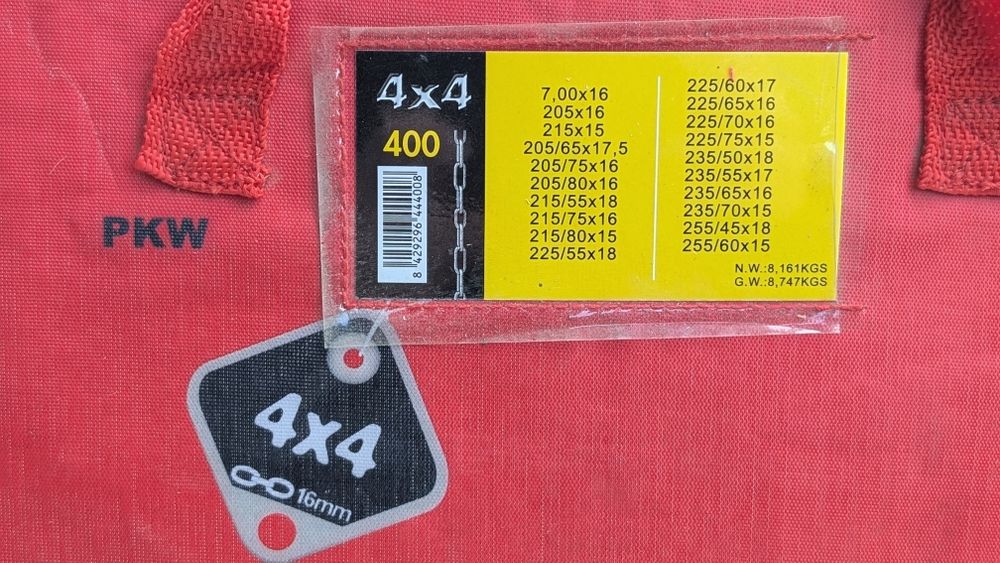 PKW
4x4
400
8 429296 444008
7,00x16
205x16
215x15
205/65x17,5
205/75x16
205/80x16
215/55x18
215/75x16
215/80x15
225/55x18
225/60x17
225/65x16
225/70x16
225/75x15
235/50x18
235/55x17
235/65x16
235/70x15
255/45x18
255/60x15
N.W.:8,161KGS
G.W.:8,747KGS
4x4
16mm